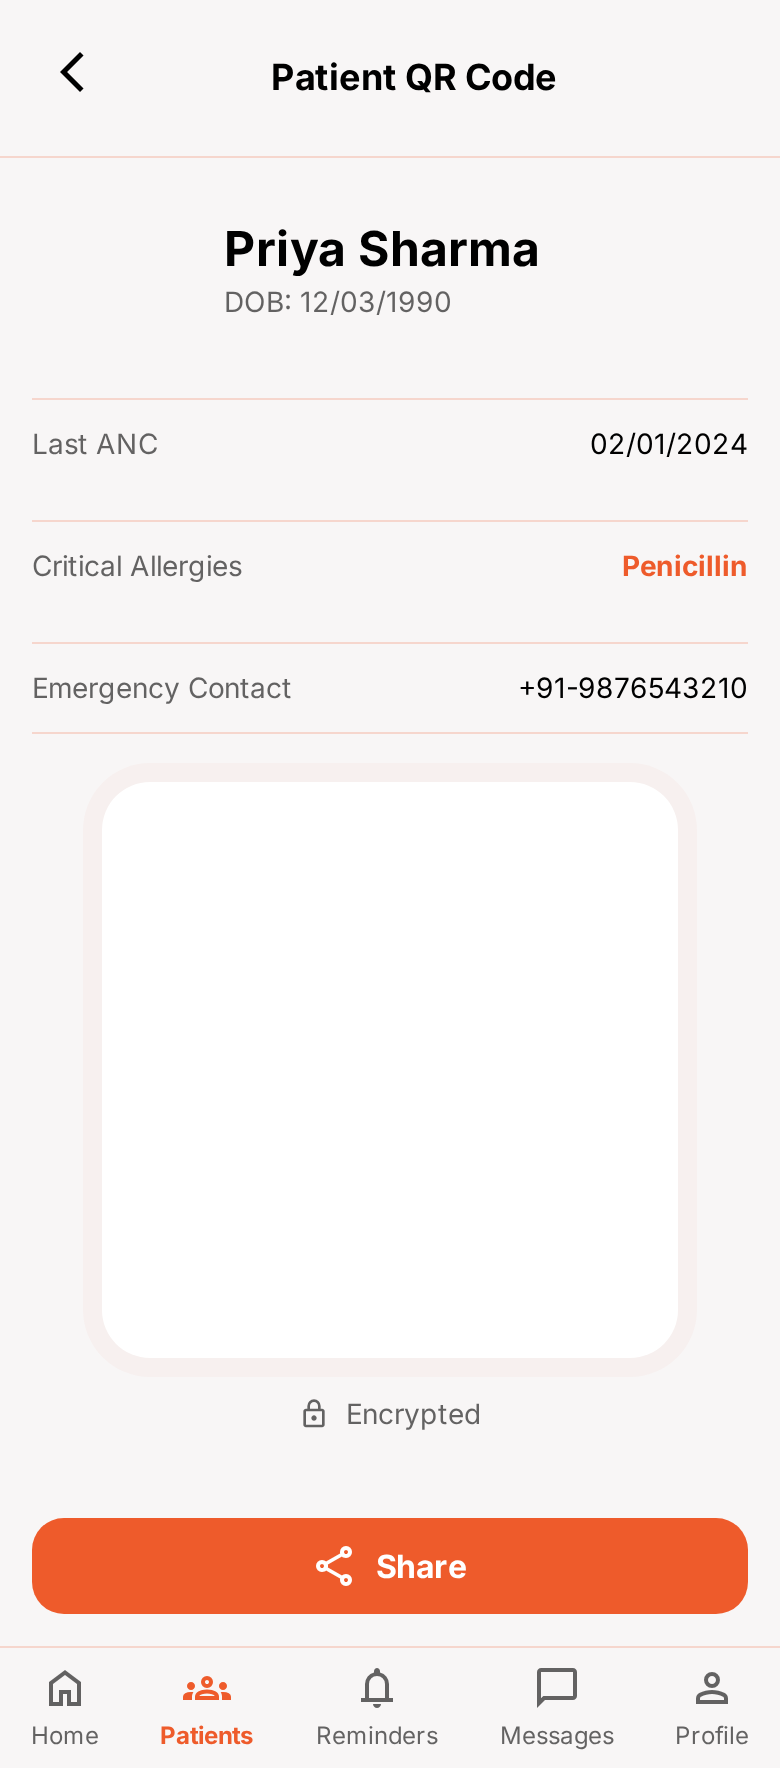 Patient QR Code
Priya Sharma
DOB: 12/03/1990
Last ANC 02/01/2024
Critical Allergies Penicillin
Emergency Contact +91-9876543210
Encrypted
Share
Home Patients Reminders Messages Profile